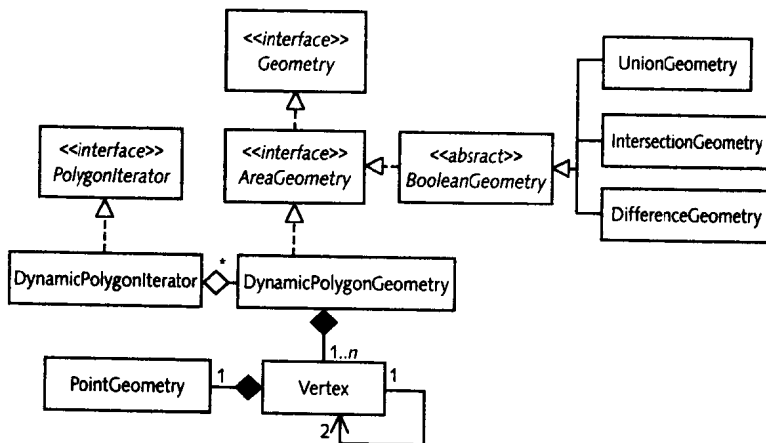 <<interface>>
Geometry
UnionGeometry
<<interface>>
PolygonIterator
<<interface>>
AreaGeometry
<<absract>>
BooleanGeometry
IntersectionGeometry
DifferenceGeometry
DynamicPolygonIterator
*
DynamicPolygonGeometry
1..n
PointGeometry
1
Vertex
1
2